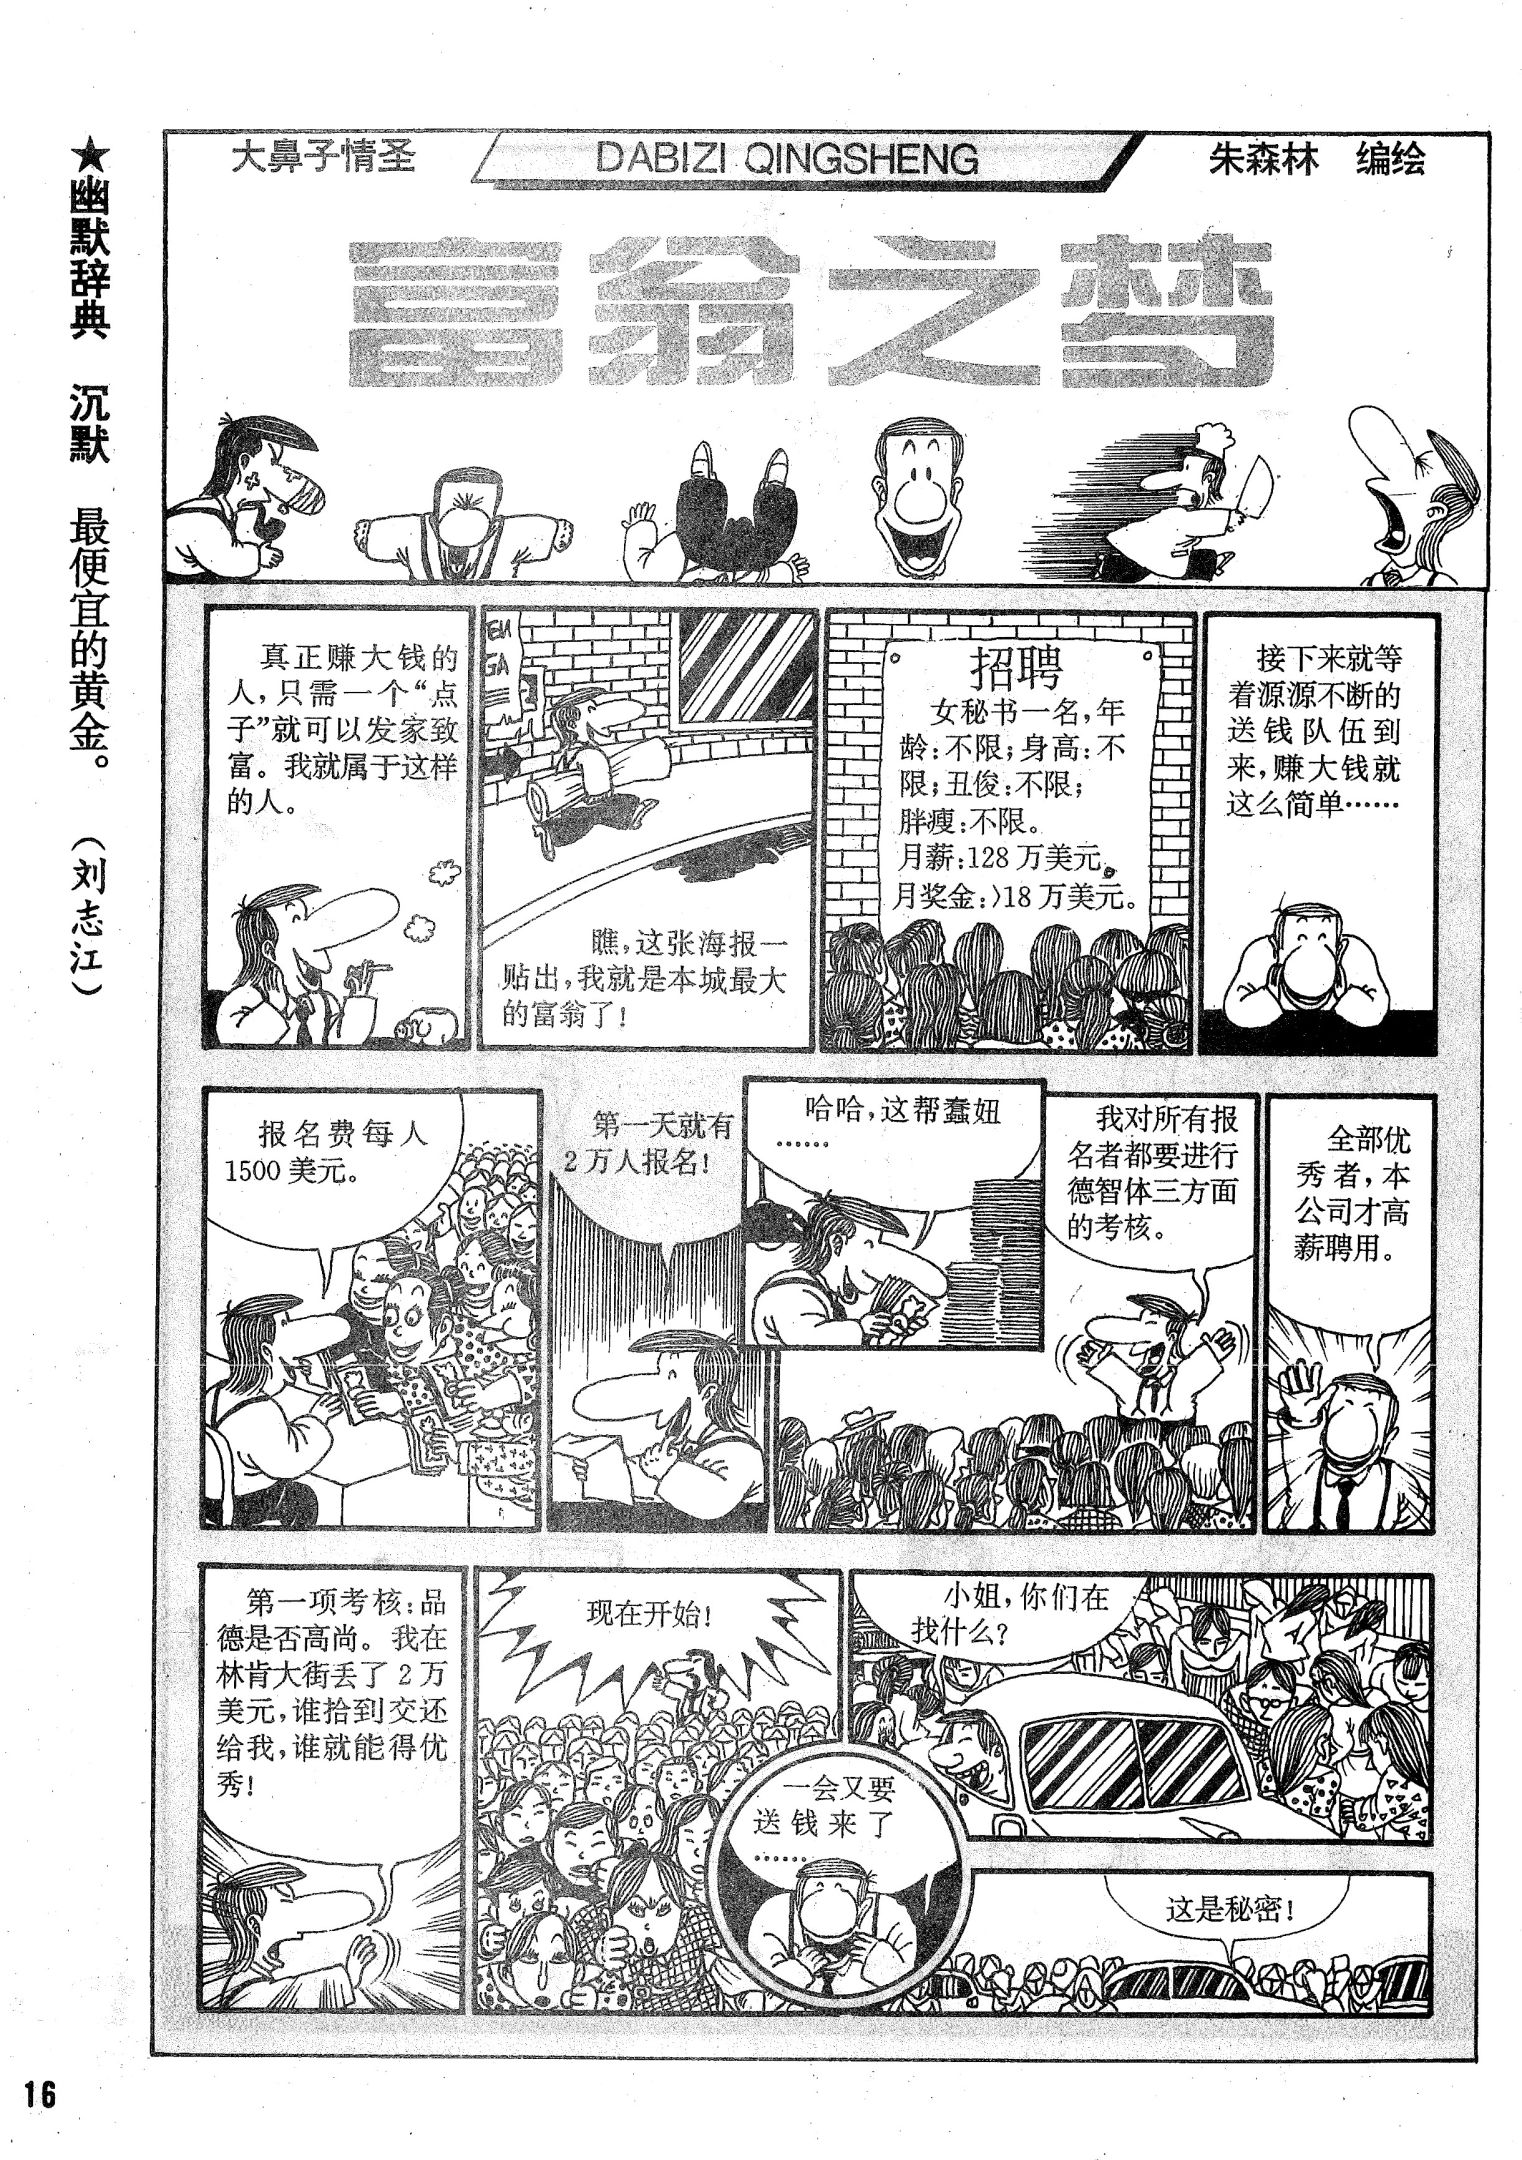 ★幽默辞典 沉默 最便宜的黄金。 （刘志江）
大鼻子情圣
DABIZI QINGSHENG
朱森林 编绘
富翁之梦
真正赚大钱的
人，只需一个“点
子”就可以发家致
富。我就属于这样
的人。
瞧，这张海报一
贴出，我就是本城最大
的富翁了！
招聘
女秘书一名，年
龄：不限；身高：不
限；丑俊：不限；
胖瘦：不限。
月薪：128万美元。
月奖金：〉18万美元。
接下来就等
着源源不断的
送钱队伍到
来，赚大钱就
这么简单……
报名费每人
1500美元。
第一天就有
2万人报名！
哈哈，这帮蠢妞
……
我对所有报
名者都要进行
德智体三方面
的考核。
全部优
秀者，本
公司才高
薪聘用。
第一项考核：品
德是否高尚。我在
林肯大街丢了2万
美元，谁拾到交还
给我，谁就能得优
秀！
现在开始！
一会又要
送钱来了
……
小姐，你们在
找什么？
这是秘密！
16